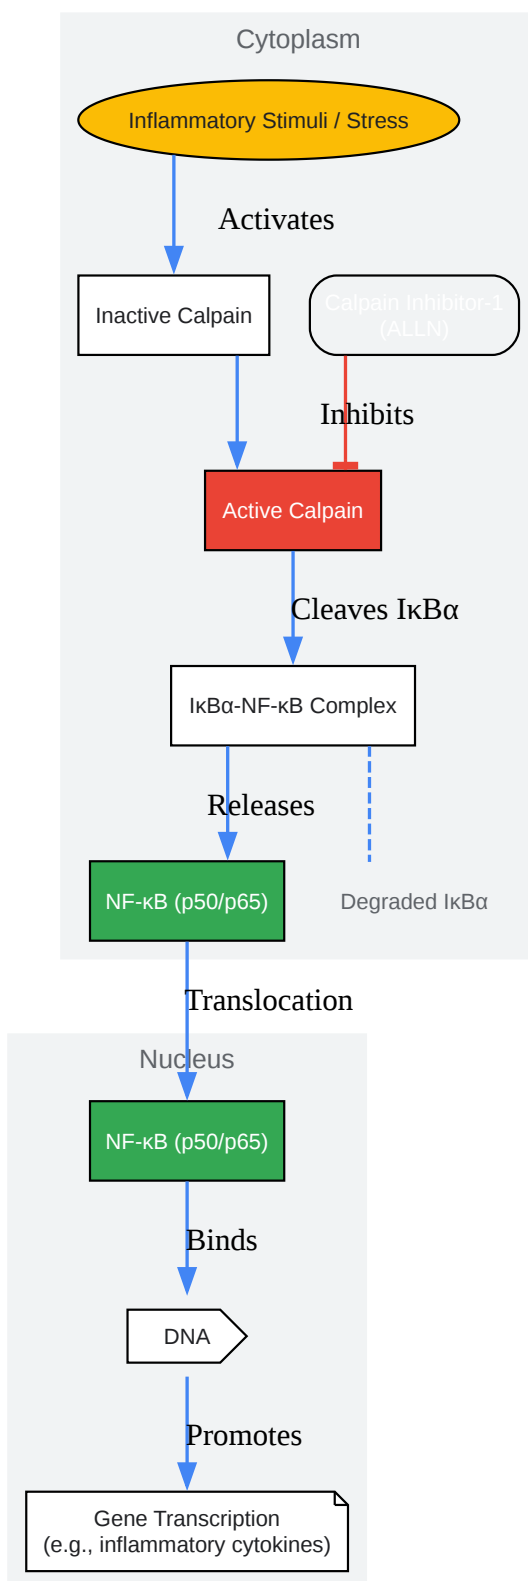 Cytoplasm
Inflammatory Stimuli / Stress
Activates
Inactive Calpain
Calpain Inhibitor-1
(ALLN)
Inhibits
Active Calpain
Cleaves IκBα
IκBα-NF-κB Complex
Releases
NF-κB (p50/p65)
Degraded IκBα
Translocation
Nucleus
NF-κB (p50/p65)
Binds
DNA
Promotes
Gene Transcription
(e.g., inflammatory cytokines)